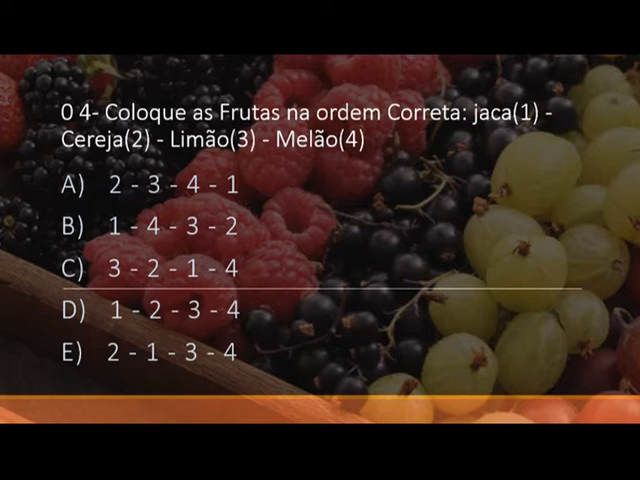 0 4- Coloque as Frutas na ordem Correta: jaca(1) -
Cereja(2) - Limão(3) - Melão(4)
A) 2 - 3 - 4 - 1
B) 1 - 4 - 3 - 2
C) 3 - 2 - 1 - 4
D) 1 - 2 - 3 - 4
E) 2 - 1 - 3 - 4